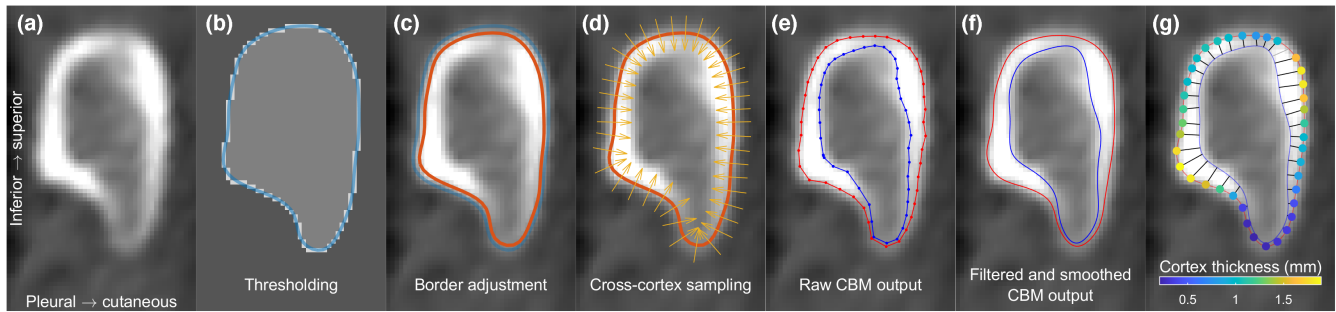 (a)
Inferior → superior
Pleural → cutaneous
(b)
Thresholding
(c)
Border adjustment
(d)
Cross-cortex sampling
(e)
Raw CBM output
(f)
Filtered and smoothed
CBM output
(g)
Cortex thickness (mm)
0.5 1 1.5